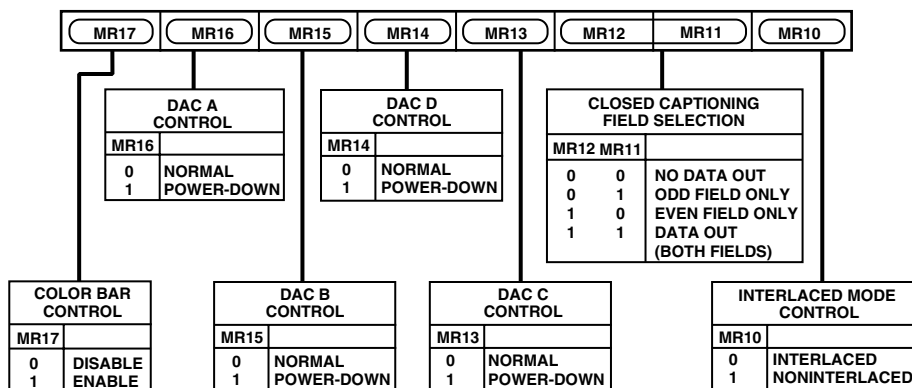 MR17 MR16 MR15 MR14 MR13 MR12 MR11 MR10
DAC A
CONTROL
MR16
0 NORMAL
1 POWER-DOWN
DAC D
CONTROL
MR14
0 NORMAL
1 POWER-DOWN
CLOSED CAPTIONING
FIELD SELECTION
MR12 MR11
0 0 NO DATA OUT
0 1 ODD FIELD ONLY
1 0 EVEN FIELD ONLY
1 1 DATA OUT
(BOTH FIELDS)
COLOR BAR
CONTROL
MR17
0 DISABLE
1 ENABLE
DAC B
CONTROL
MR15
0 NORMAL
1 POWER-DOWN
DAC C
CONTROL
MR13
0 NORMAL
1 POWER-DOWN
INTERLACED MODE
CONTROL
MR10
0 INTERLACED
1 NONINTERLACED